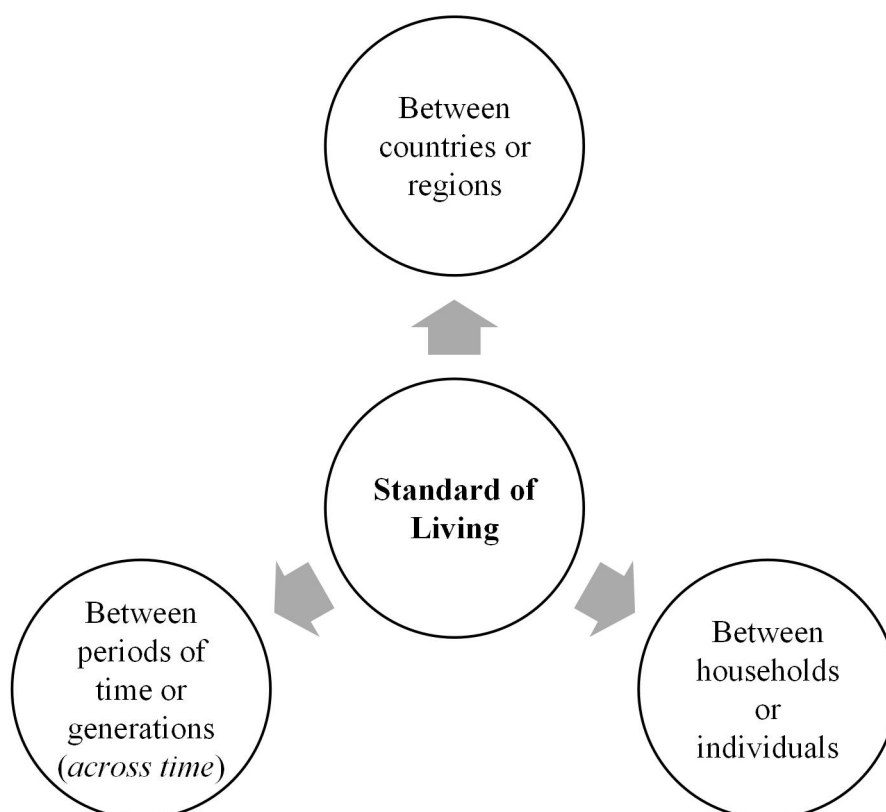 Between
countries or
regions
Standard of
Living
Between
periods of
time or
generations
(across time)
Between
households
or
individuals